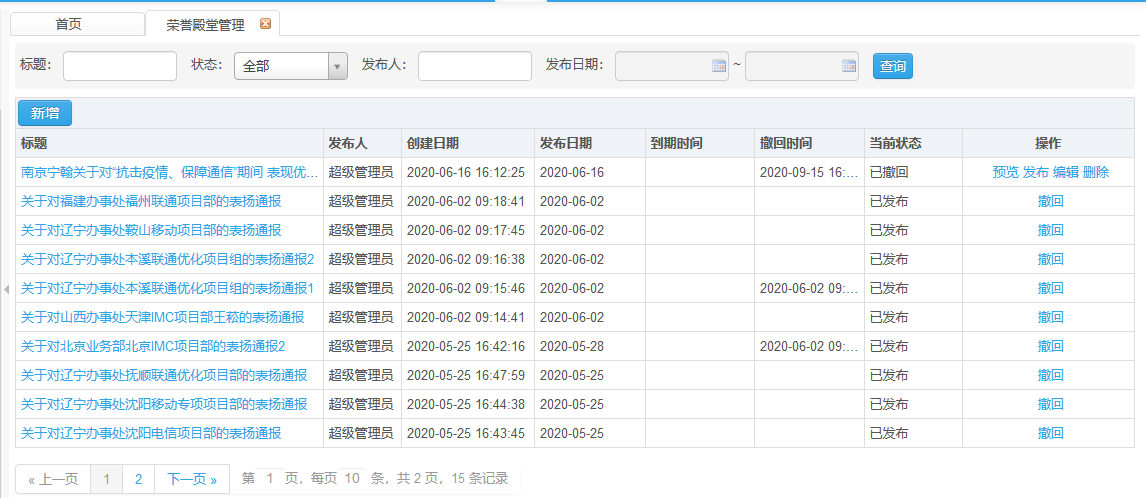 首页 荣誉殿堂管理
标题： 状态： 全部 发布人： 发布日期： ~ 查询
新增
标题 发布人 创建日期 发布日期 到期时间 撤回时间 当前状态 操作
南京宁翰关于对“抗击疫情、保障通信”期间 表现优... 超级管理员 2020-06-16 16:12:25 2020-06-16 2020-09-15 16:... 已撤回 预览 发布 编辑 删除
关于对福建办事处福州联通项目部的表扬通报 超级管理员 2020-06-02 09:18:41 2020-06-02 已发布 撤回
关于对辽宁办事处鞍山移动项目部的表扬通报 超级管理员 2020-06-02 09:17:45 2020-06-02 已发布 撤回
关于对辽宁办事处本溪联通优化项目组的表扬通报2 超级管理员 2020-06-02 09:16:38 2020-06-02 已发布 撤回
关于对辽宁办事处本溪联通优化项目组的表扬通报1 超级管理员 2020-06-02 09:15:46 2020-06-02 2020-06-02 09:... 已发布 撤回
关于对山西办事处天津IMC项目部王菘的表扬通报 超级管理员 2020-06-02 09:14:41 2020-06-02 已发布 撤回
关于对北京业务部北京IMC项目部的表扬通报2 超级管理员 2020-05-25 16:42:16 2020-05-28 2020-06-02 09:... 已发布 撤回
关于对辽宁办事处抚顺联通优化项目部的表扬通报 超级管理员 2020-05-25 16:47:59 2020-05-25 已发布 撤回
关于对辽宁办事处沈阳移动专项项目部的表扬通报 超级管理员 2020-05-25 16:44:38 2020-05-25 已发布 撤回
关于对辽宁办事处沈阳电信项目部的表扬通报 超级管理员 2020-05-25 16:43:45 2020-05-25 已发布 撤回
« 上一页 1 2 下一页 » 第 1 页，每页 10 条，共 2 页，15 条记录